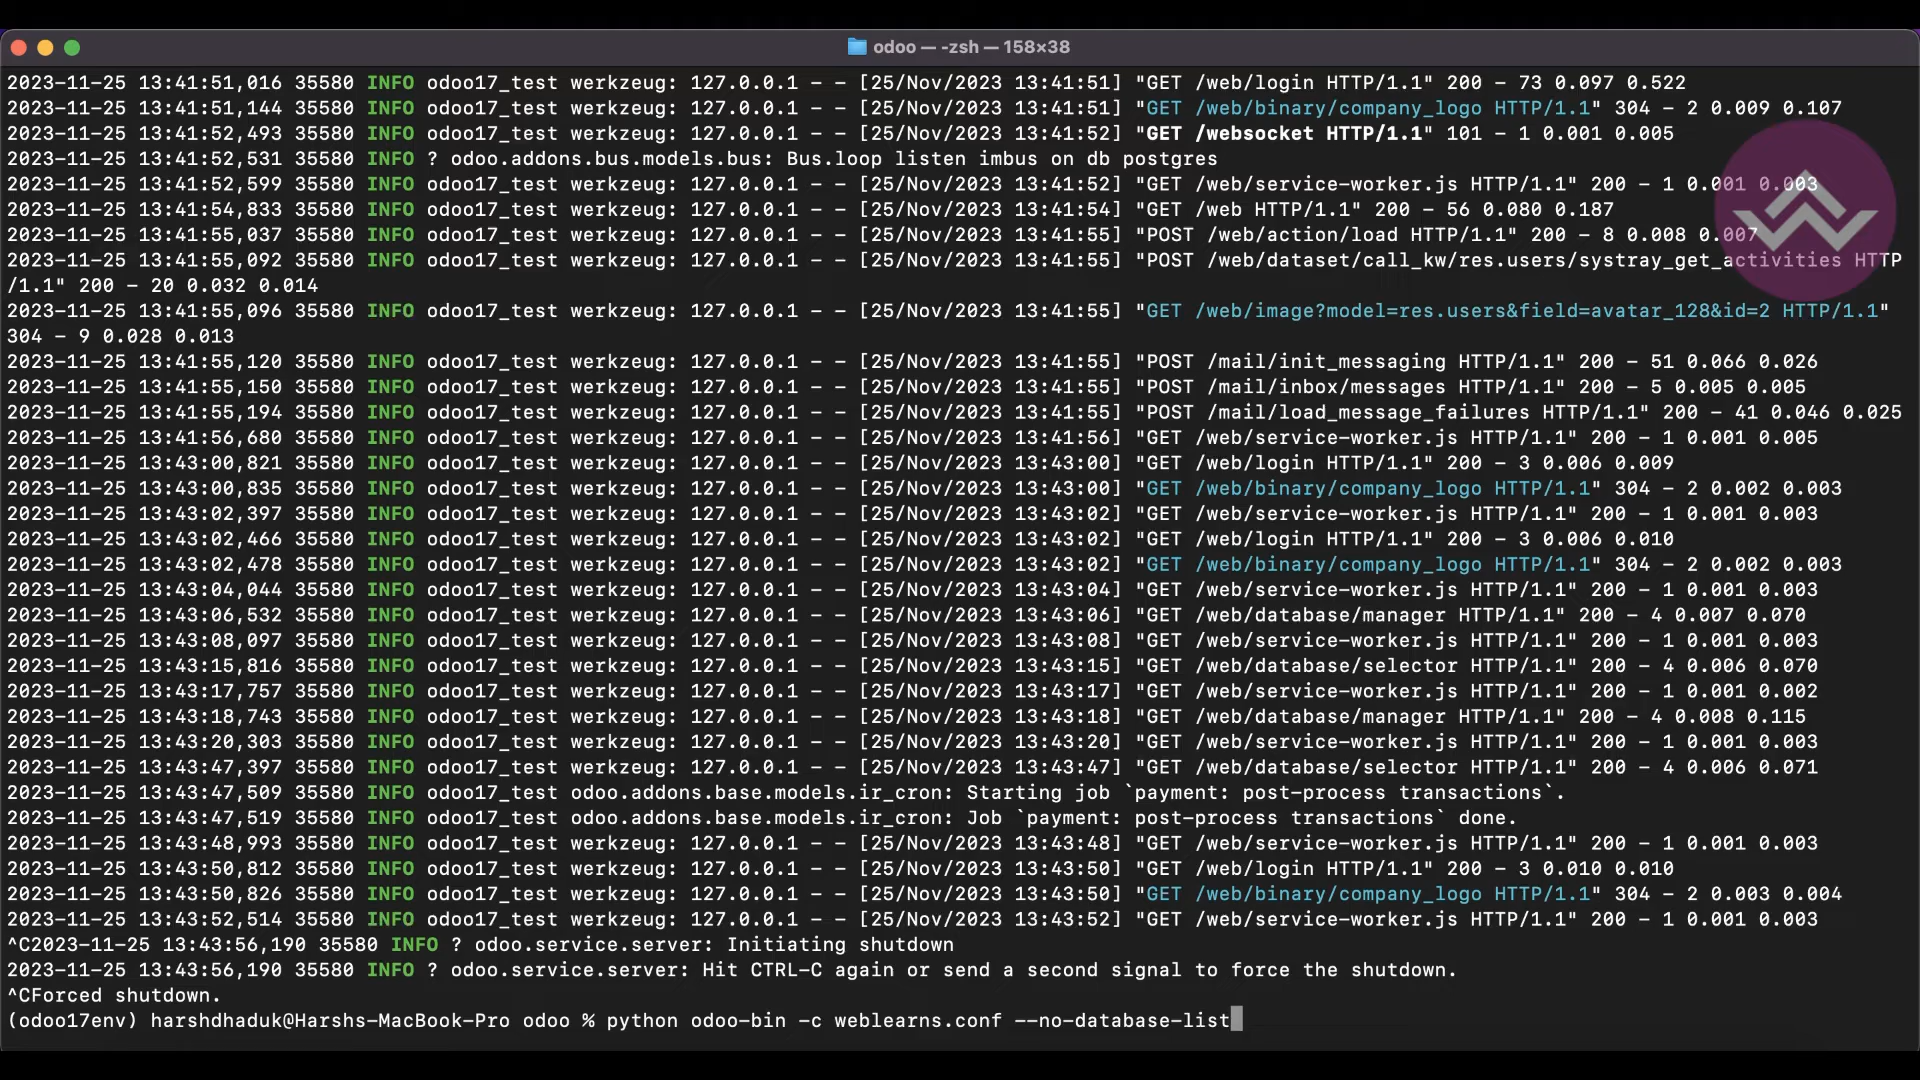 odoo — -zsh — 158×38
2023-11-25 13:41:51,016 35580 INFO odoo17_test werkzeug: 127.0.0.1 - - [25/Nov/2023 13:41:51] "GET /web/login HTTP/1.1" 200 - 73 0.097 0.522
2023-11-25 13:41:51,144 35580 INFO odoo17_test werkzeug: 127.0.0.1 - - [25/Nov/2023 13:41:51] "GET /web/binary/company_logo HTTP/1.1" 304 - 2 0.009 0.107
2023-11-25 13:41:52,493 35580 INFO odoo17_test werkzeug: 127.0.0.1 - - [25/Nov/2023 13:41:52] "GET /websocket HTTP/1.1" 101 - 1 0.001 0.005
2023-11-25 13:41:52,531 35580 INFO ? odoo.addons.bus.models.bus: Bus.loop listen imbus on db postgres
2023-11-25 13:41:52,599 35580 INFO odoo17_test werkzeug: 127.0.0.1 - - [25/Nov/2023 13:41:52] "GET /web/service-worker.js HTTP/1.1" 200 - 1 0.001 0.003
2023-11-25 13:41:54,833 35580 INFO odoo17_test werkzeug: 127.0.0.1 - - [25/Nov/2023 13:41:54] "GET /web HTTP/1.1" 200 - 56 0.080 0.187
2023-11-25 13:41:55,037 35580 INFO odoo17_test werkzeug: 127.0.0.1 - - [25/Nov/2023 13:41:55] "POST /web/action/load HTTP/1.1" 200 - 8 0.008 0.007
2023-11-25 13:41:55,092 35580 INFO odoo17_test werkzeug: 127.0.0.1 - - [25/Nov/2023 13:41:55] "POST /web/dataset/call_kw/res.users/systray_get_activities HTTP
/1.1" 200 - 20 0.032 0.014
2023-11-25 13:41:55,096 35580 INFO odoo17_test werkzeug: 127.0.0.1 - - [25/Nov/2023 13:41:55] "GET /web/image?model=res.users&field=avatar_128&id=2 HTTP/1.1"
304 - 9 0.028 0.013
2023-11-25 13:41:55,120 35580 INFO odoo17_test werkzeug: 127.0.0.1 - - [25/Nov/2023 13:41:55] "POST /mail/init_messaging HTTP/1.1" 200 - 51 0.066 0.026
2023-11-25 13:41:55,150 35580 INFO odoo17_test werkzeug: 127.0.0.1 - - [25/Nov/2023 13:41:55] "POST /mail/inbox/messages HTTP/1.1" 200 - 5 0.005 0.005
2023-11-25 13:41:55,194 35580 INFO odoo17_test werkzeug: 127.0.0.1 - - [25/Nov/2023 13:41:55] "POST /mail/load_message_failures HTTP/1.1" 200 - 41 0.046 0.025
2023-11-25 13:41:56,680 35580 INFO odoo17_test werkzeug: 127.0.0.1 - - [25/Nov/2023 13:41:56] "GET /web/service-worker.js HTTP/1.1" 200 - 1 0.001 0.005
2023-11-25 13:43:00,821 35580 INFO odoo17_test werkzeug: 127.0.0.1 - - [25/Nov/2023 13:43:00] "GET /web/login HTTP/1.1" 200 - 3 0.006 0.009
2023-11-25 13:43:00,835 35580 INFO odoo17_test werkzeug: 127.0.0.1 - - [25/Nov/2023 13:43:00] "GET /web/binary/company_logo HTTP/1.1" 304 - 2 0.002 0.003
2023-11-25 13:43:02,397 35580 INFO odoo17_test werkzeug: 127.0.0.1 - - [25/Nov/2023 13:43:02] "GET /web/service-worker.js HTTP/1.1" 200 - 1 0.001 0.003
2023-11-25 13:43:02,466 35580 INFO odoo17_test werkzeug: 127.0.0.1 - - [25/Nov/2023 13:43:02] "GET /web/login HTTP/1.1" 200 - 3 0.006 0.010
2023-11-25 13:43:02,478 35580 INFO odoo17_test werkzeug: 127.0.0.1 - - [25/Nov/2023 13:43:02] "GET /web/binary/company_logo HTTP/1.1" 304 - 2 0.002 0.003
2023-11-25 13:43:04,044 35580 INFO odoo17_test werkzeug: 127.0.0.1 - - [25/Nov/2023 13:43:04] "GET /web/service-worker.js HTTP/1.1" 200 - 1 0.001 0.003
2023-11-25 13:43:06,532 35580 INFO odoo17_test werkzeug: 127.0.0.1 - - [25/Nov/2023 13:43:06] "GET /web/database/manager HTTP/1.1" 200 - 4 0.007 0.070
2023-11-25 13:43:08,097 35580 INFO odoo17_test werkzeug: 127.0.0.1 - - [25/Nov/2023 13:43:08] "GET /web/service-worker.js HTTP/1.1" 200 - 1 0.001 0.003
2023-11-25 13:43:15,816 35580 INFO odoo17_test werkzeug: 127.0.0.1 - - [25/Nov/2023 13:43:15] "GET /web/database/selector HTTP/1.1" 200 - 4 0.006 0.070
2023-11-25 13:43:17,757 35580 INFO odoo17_test werkzeug: 127.0.0.1 - - [25/Nov/2023 13:43:17] "GET /web/service-worker.js HTTP/1.1" 200 - 1 0.001 0.002
2023-11-25 13:43:18,743 35580 INFO odoo17_test werkzeug: 127.0.0.1 - - [25/Nov/2023 13:43:18] "GET /web/database/manager HTTP/1.1" 200 - 4 0.008 0.115
2023-11-25 13:43:20,303 35580 INFO odoo17_test werkzeug: 127.0.0.1 - - [25/Nov/2023 13:43:20] "GET /web/service-worker.js HTTP/1.1" 200 - 1 0.001 0.003
2023-11-25 13:43:47,397 35580 INFO odoo17_test werkzeug: 127.0.0.1 - - [25/Nov/2023 13:43:47] "GET /web/database/selector HTTP/1.1" 200 - 4 0.006 0.071
2023-11-25 13:43:47,509 35580 INFO odoo17_test odoo.addons.base.models.ir_cron: Starting job `payment: post-process transactions`.
2023-11-25 13:43:47,519 35580 INFO odoo17_test odoo.addons.base.models.ir_cron: Job `payment: post-process transactions` done.
2023-11-25 13:43:48,993 35580 INFO odoo17_test werkzeug: 127.0.0.1 - - [25/Nov/2023 13:43:48] "GET /web/service-worker.js HTTP/1.1" 200 - 1 0.001 0.003
2023-11-25 13:43:50,812 35580 INFO odoo17_test werkzeug: 127.0.0.1 - - [25/Nov/2023 13:43:50] "GET /web/login HTTP/1.1" 200 - 3 0.010 0.010
2023-11-25 13:43:50,826 35580 INFO odoo17_test werkzeug: 127.0.0.1 - - [25/Nov/2023 13:43:50] "GET /web/binary/company_logo HTTP/1.1" 304 - 2 0.003 0.004
2023-11-25 13:43:52,514 35580 INFO odoo17_test werkzeug: 127.0.0.1 - - [25/Nov/2023 13:43:52] "GET /web/service-worker.js HTTP/1.1" 200 - 1 0.001 0.003
^C2023-11-25 13:43:56,190 35580 INFO ? odoo.service.server: Initiating shutdown
2023-11-25 13:43:56,190 35580 INFO ? odoo.service.server: Hit CTRL-C again or send a second signal to force the shutdown.
^CForced shutdown.
(odoo17env) harshdhaduk@Harshs-MacBook-Pro odoo % python odoo-bin -c weblearns.conf --no-database-list